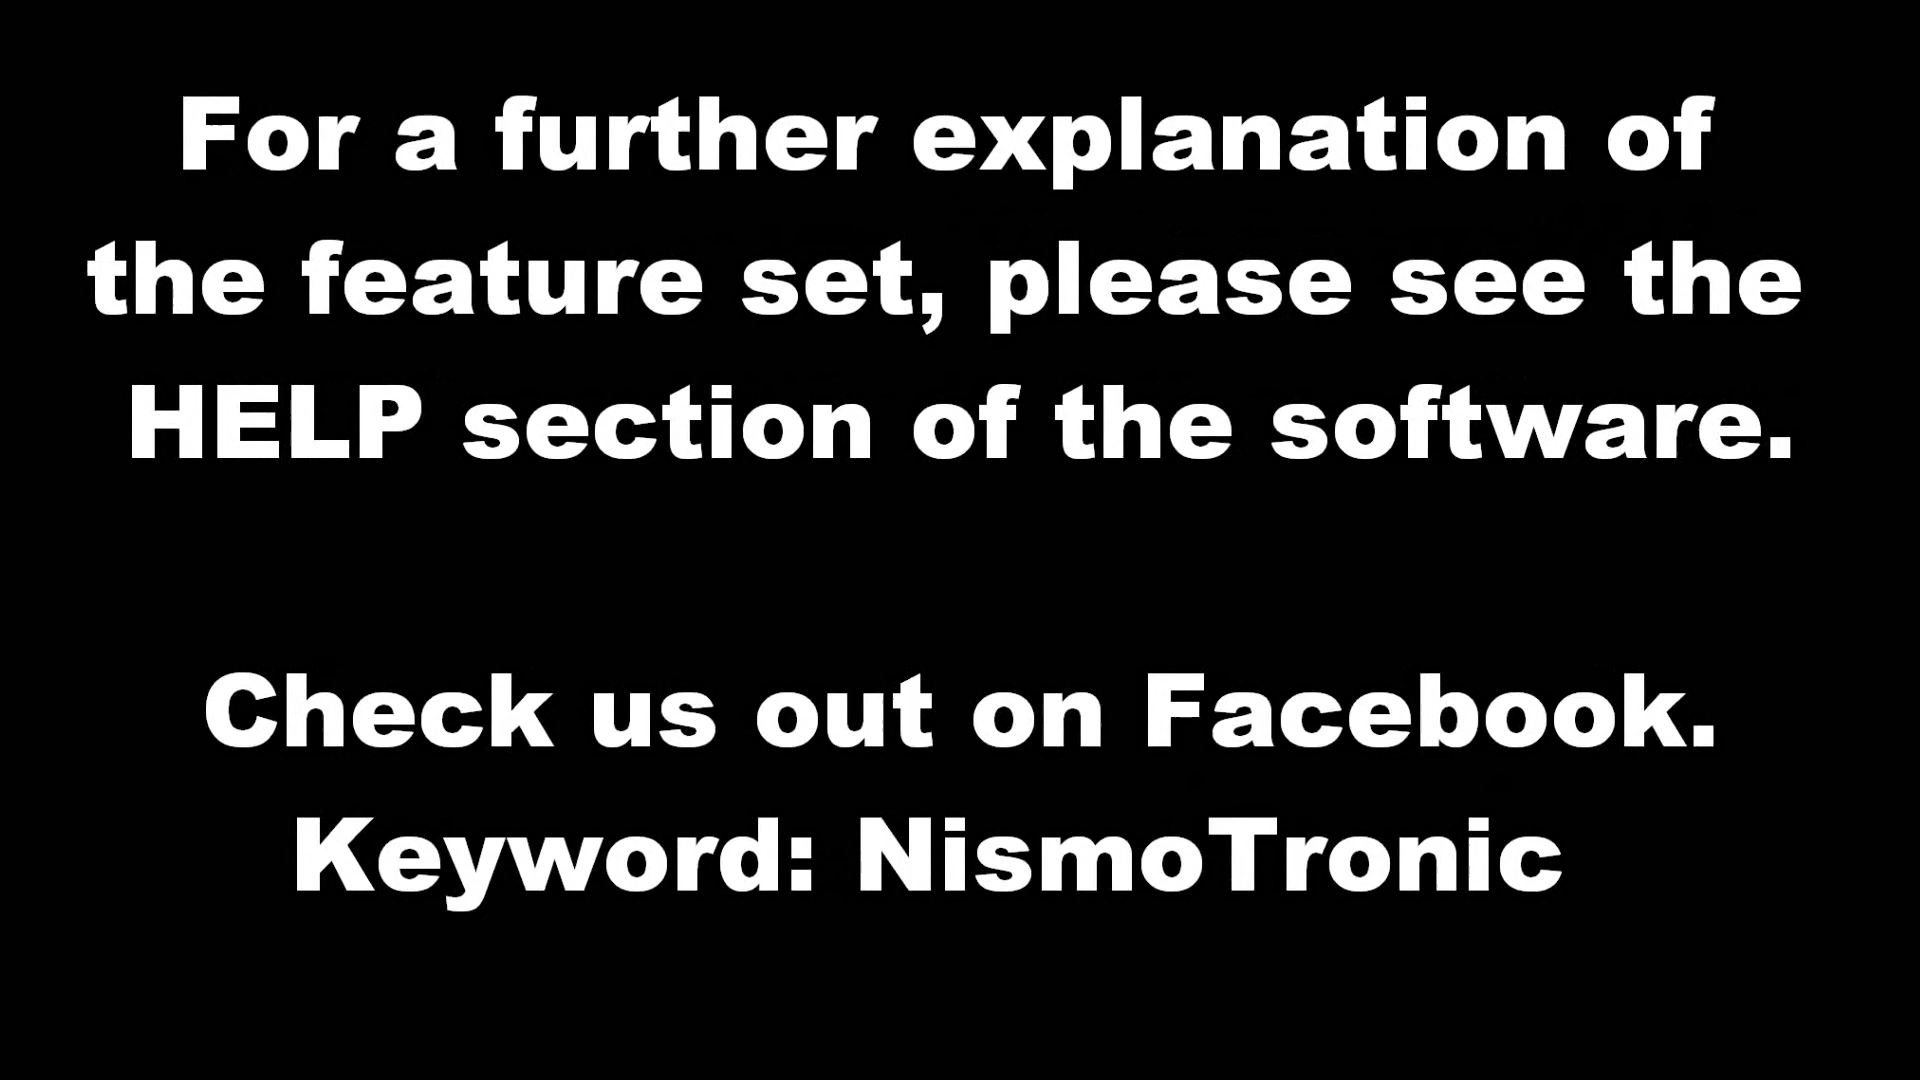 For a further explanation of
the feature set, please see the
HELP section of the software.
Check us out on Facebook.
Keyword: NismoTronic